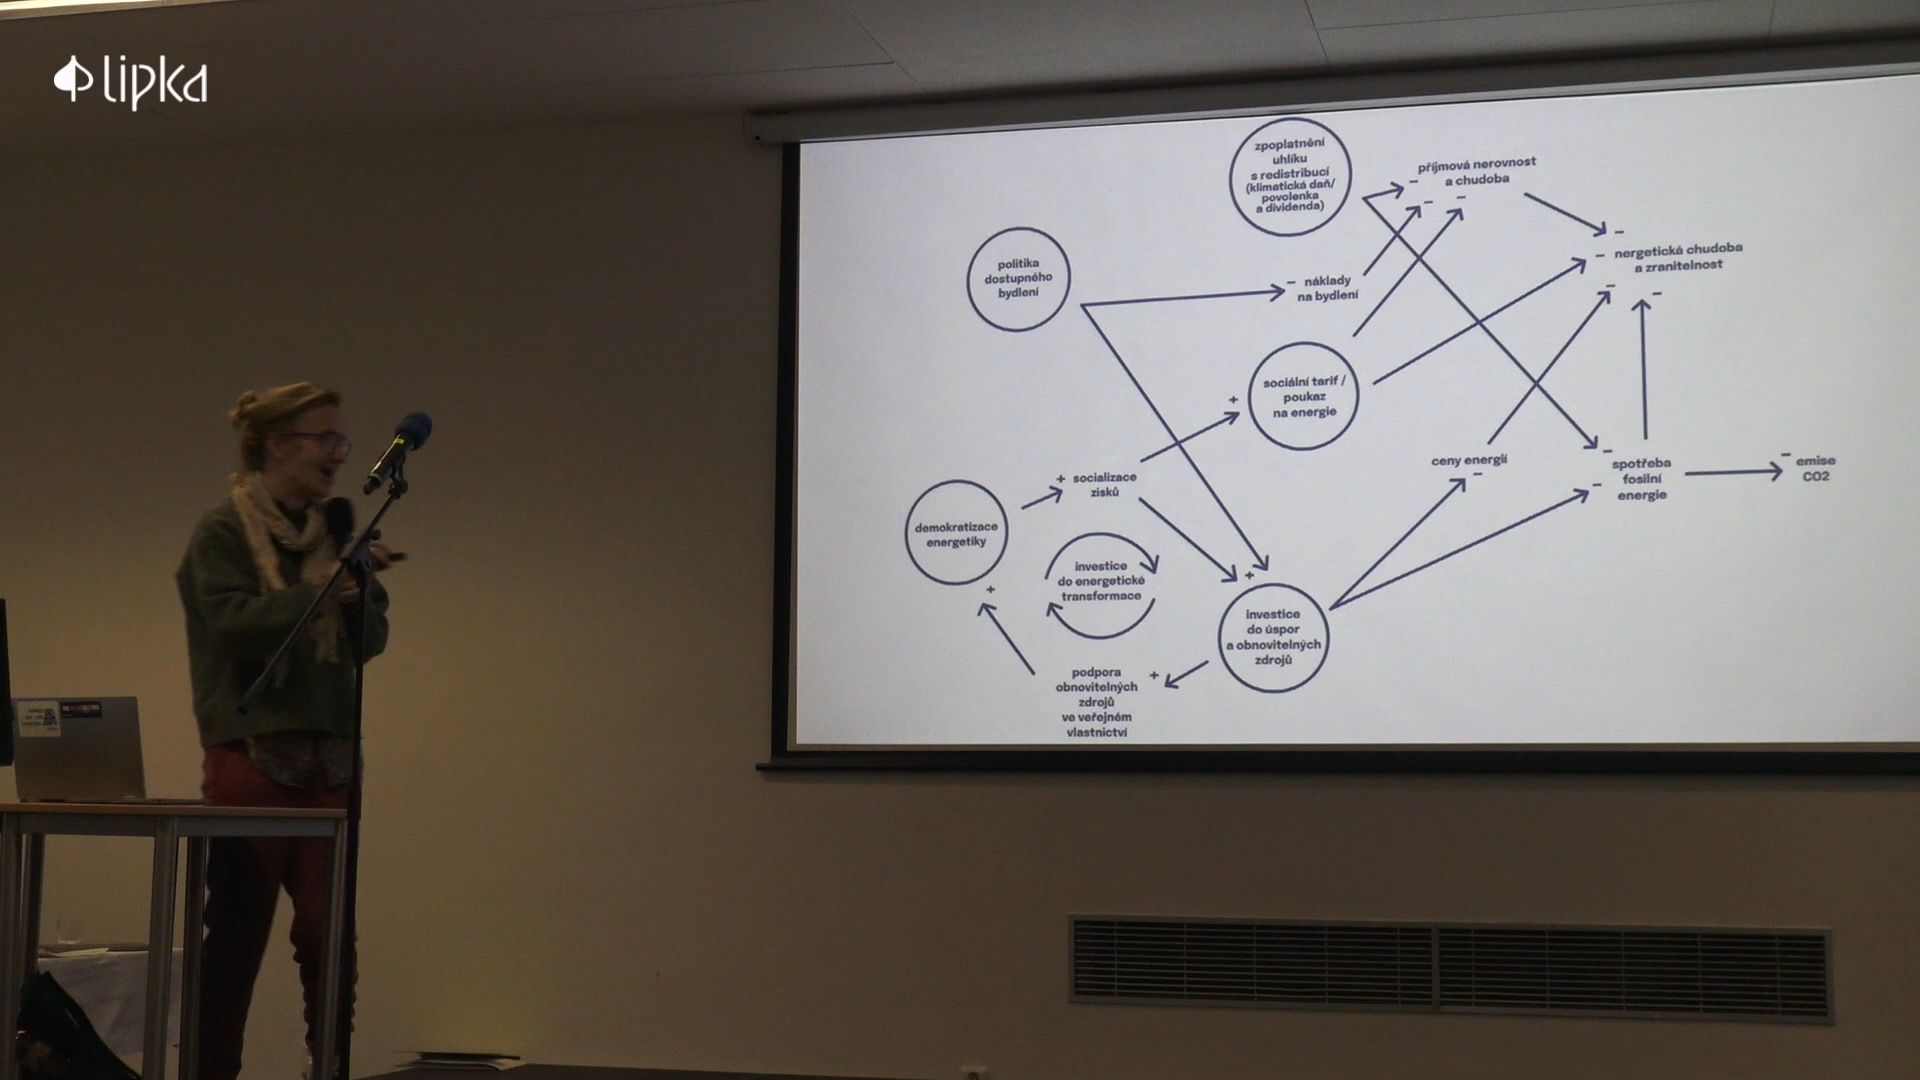 lipka
zpoplatnění
uhlíku
s redistribucí
(klimatická daň/
povolenka
a dividenda)
příjmová nerovnost
a chudoba
nergetická chudoba
a zranitelnost
politika
dostupného
bydlení
náklady
na bydlení
sociální tarif /
poukaz
na energie
ceny energií
spotřeba
fosilní
energie
emise
CO2
socializace
zisků
demokratizace
energetiky
investice
do energetické
transformace
investice
do úspor
a obnovitelných
zdrojů
podpora
obnovitelných
zdrojů
ve veřejném
vlastnictví